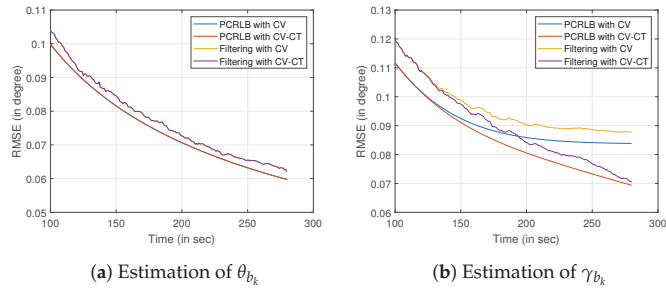 0.11
0.1
0.09
0.08
0.07
0.06
0.05
RMSE (in degree)
PCRLB with CV
PCRLB with CV-CT
Filtering with CV
Filtering with CV-CT
100 150 200 250 300
Time (in sec)
(a) Estimation of θ_{b_k}
0.13
0.12
0.11
0.1
0.09
0.08
0.07
0.06
RMSE (in degree)
PCRLB with CV
PCRLB with CV-CT
Filtering with CV
Filtering with CV-CT
100 150 200 250 300
Time (in sec)
(b) Estimation of γ_{b_k}